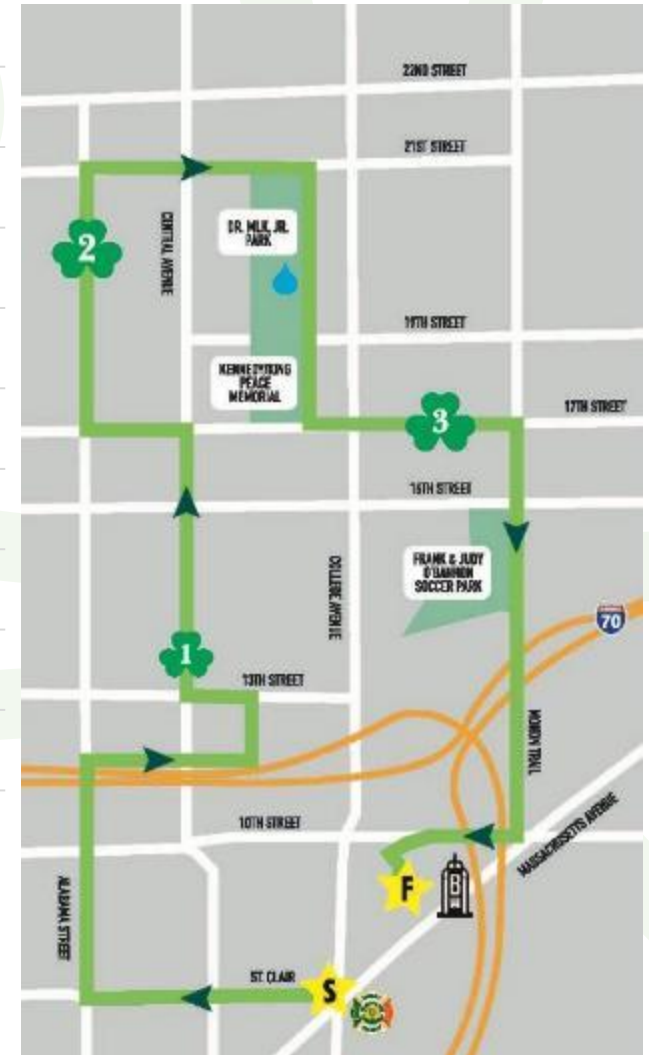 22ND STREET
21ST STREET
CENTRAL AVENUE
DR. MLK, JR.
PARK
2
19TH STREET
KENNEDY KING
PEACE
MEMORIAL
17TH STREET
3
16TH STREET
FRANK & JUDY
O'BANNON
SOCCER PARK
COLLEGE AVENUE
70
1
13TH STREET
MONON TRAIL
10TH STREET
MASSACHUSETTS AVENUE
F
B
ALABAMA STREET
ST. CLAIR
S